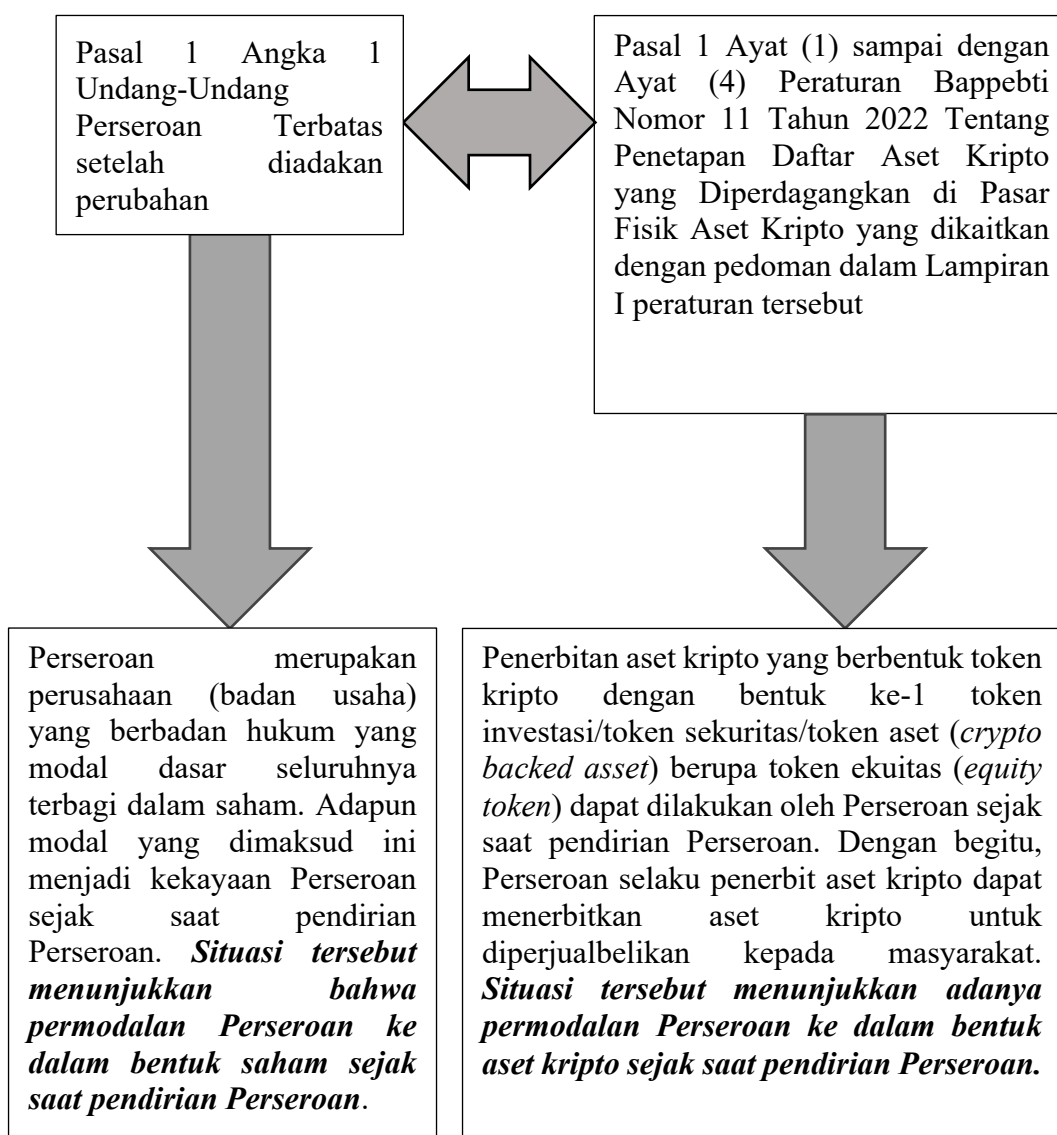 Pasal 1 Angka 1
Undang-Undang
Perseroan Terbatas
setelah diadakan
perubahan
Pasal 1 Ayat (1) sampai dengan
Ayat (4) Peraturan Bappebti
Nomor 11 Tahun 2022 Tentang
Penetapan Daftar Aset Kripto
yang Diperdagangkan di Pasar
Fisik Aset Kripto yang dikaitkan
dengan pedoman dalam Lampiran
I peraturan tersebut
Perseroan merupakan
perusahaan (badan usaha)
yang berbadan hukum yang
modal dasar seluruhnya
terbagi dalam saham. Adapun
modal yang dimaksud ini
menjadi kekayaan Perseroan
sejak saat pendirian
Perseroan. Situasi tersebut
menunjukkan bahwa
permodalan Perseroan ke
dalam bentuk saham sejak
saat pendirian Perseroan.
Penerbitan aset kripto yang berbentuk token
kripto dengan bentuk ke-1 token
investasi/token sekuritas/token aset (crypto
backed asset) berupa token ekuitas (equity
token) dapat dilakukan oleh Perseroan sejak
saat pendirian Perseroan. Dengan begitu,
Perseroan selaku penerbit aset kripto dapat
menerbitkan aset kripto untuk
diperjualbelikan kepada masyarakat.
Situasi tersebut menunjukkan adanya
permodalan Perseroan ke dalam bentuk
aset kripto sejak saat pendirian Perseroan.